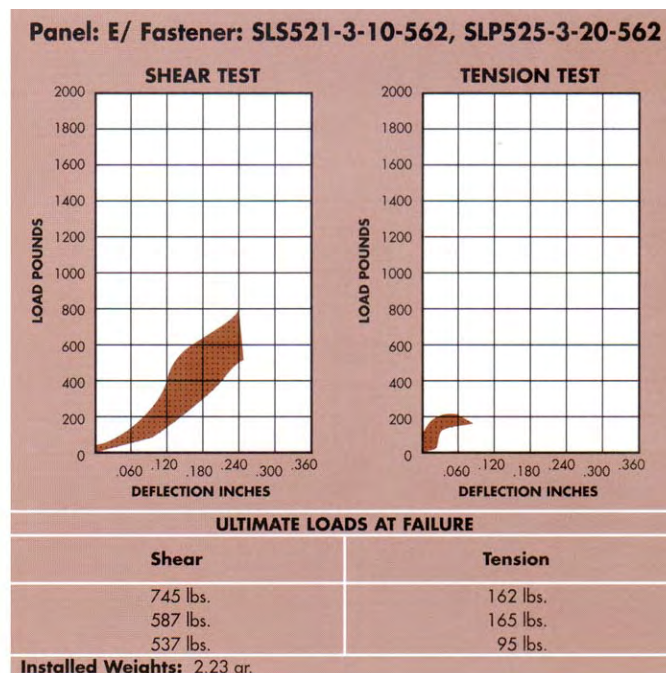 Panel: E/ Fastener: SLS521-3-10-562, SLP525-3-20-562
SHEAR TEST
2000
1800
1600
1400
1200
1000
800
600
400
200
0
LOAD POUNDS
.060 .120 .180 .240 .300 .360
DEFLECTION INCHES
TENSION TEST
2000
1800
1600
1400
1200
1000
800
600
400
200
0
LOAD POUNDS
.060 .120 .180 .240 .300 .360
DEFLECTION INCHES
ULTIMATE LOADS AT FAILURE
Shear Tension
745 lbs. 162 lbs.
587 lbs. 165 lbs.
537 lbs. 95 lbs.
Installed Weights: 2.23 gr.